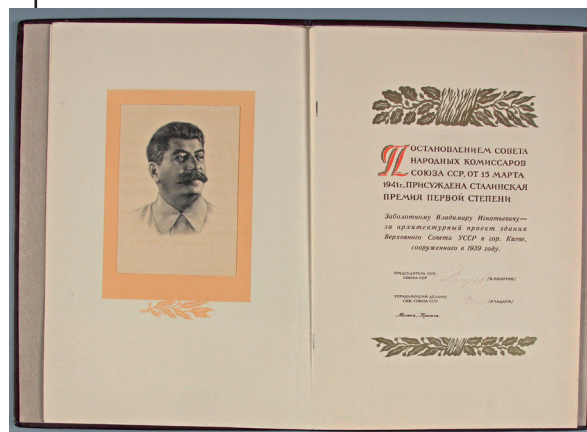 ПОСТАНОВЛЕНИЕМ СОВЕТА
НАРОДНЫХ КОМИССАРОВ
СОЮЗА ССР, ОТ 15 МАРТА
1941 г. ПРИСУЖДЕНА СТАЛИНСКАЯ
ПРЕМИЯ ПЕРВОЙ СТЕПЕНИ
Заболотному Владимиру Игнатьевичу—
за архитектурный проект здания
Верховного Совета УССР в гор. Киеве,
сооруженного в 1939 году.
ПРЕДСЕДАТЕЛЬ СНК
СОЮЗА ССР
УПРАВЛЯЮЩИЙ ДЕЛАМИ
СНК СОЮЗА ССР
Москва, Кремль